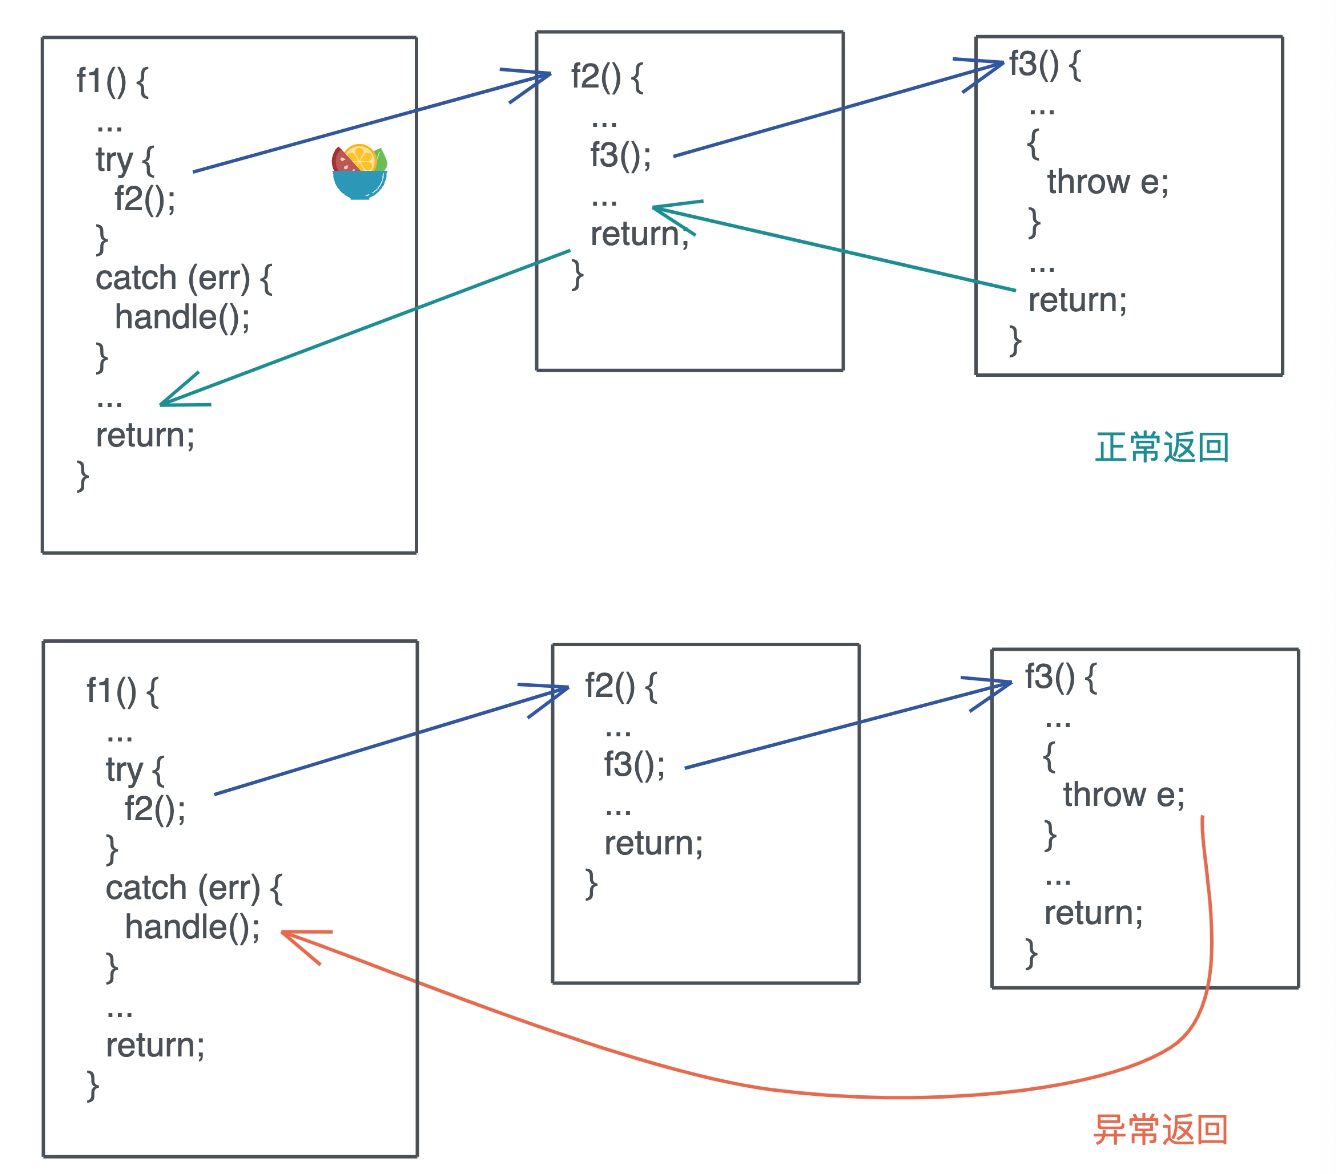 f1() {
...
try {
f2();
}
catch (err) {
handle();
}
...
return;
}
f2() {
...
f3();
...
return;
}
f3() {
...
{
throw e;
}
...
return;
}
正常返回
f1() {
...
try {
f2();
}
catch (err) {
handle();
}
...
return;
}
f2() {
...
f3();
...
return;
}
f3() {
...
{
throw e;
}
...
return;
}
异常返回